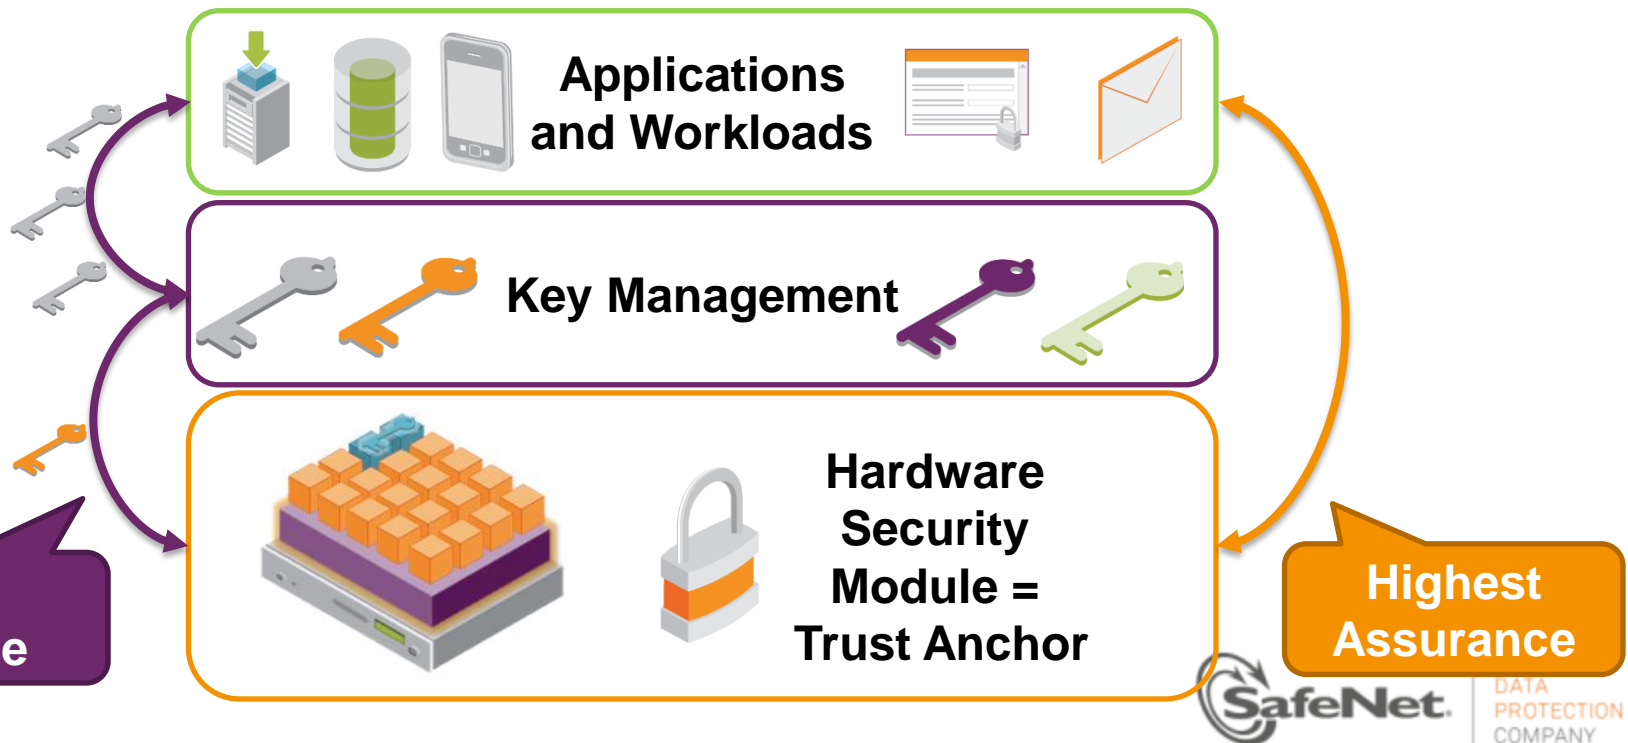 Applications
and Workloads
Key Management
Hardware
Security
Module =
Trust Anchor
e
Highest
Assurance
SafeNet.
DATA
PROTECTION
COMPANY